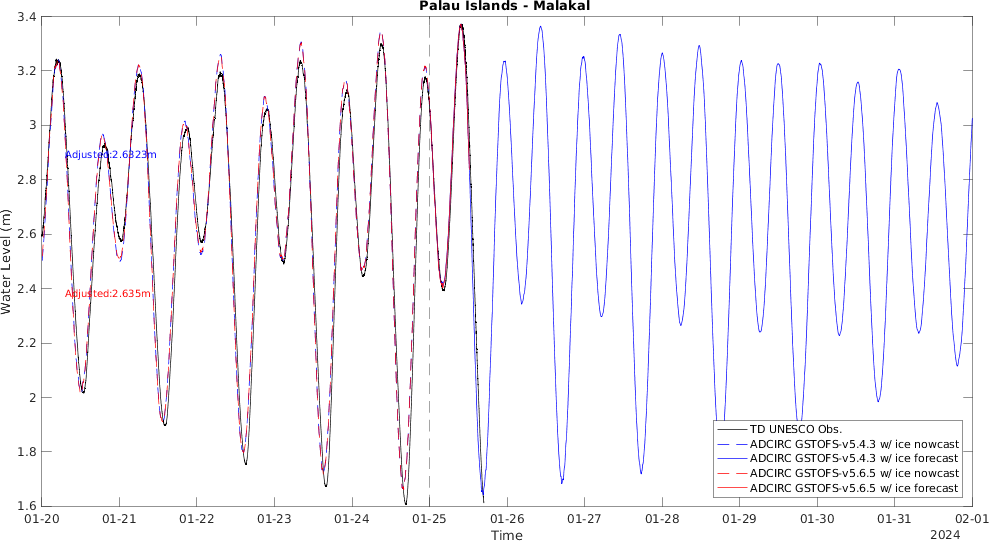 Palau Islands - Malakal
3.4
3.2
3
2.8
2.6
2.4
2.2
2
1.8
1.6
Water Level (m)
Adjusted:2.6323m
Adjusted:2.635m
TD UNESCO Obs.
ADCIRC GSTOFS-v5.4.3 w/ ice nowcast
ADCIRC GSTOFS-v5.4.3 w/ ice forecast
ADCIRC GSTOFS-v5.6.5 w/ ice nowcast
ADCIRC GSTOFS-v5.6.5 w/ ice forecast
01-20 01-21 01-22 01-23 01-24 01-25 01-26 01-27 01-28 01-29 01-30 01-31 02-01
Time
2024